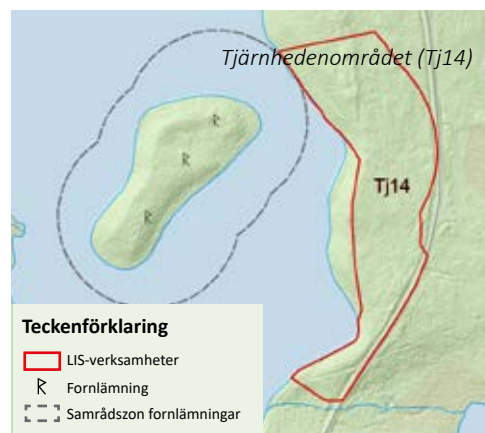 Tjärnhedenområdet (Tj14)
Tj14
Teckenförklaring
LIS-verksamheter
Fornlämning
Samrådszon fornlämningar